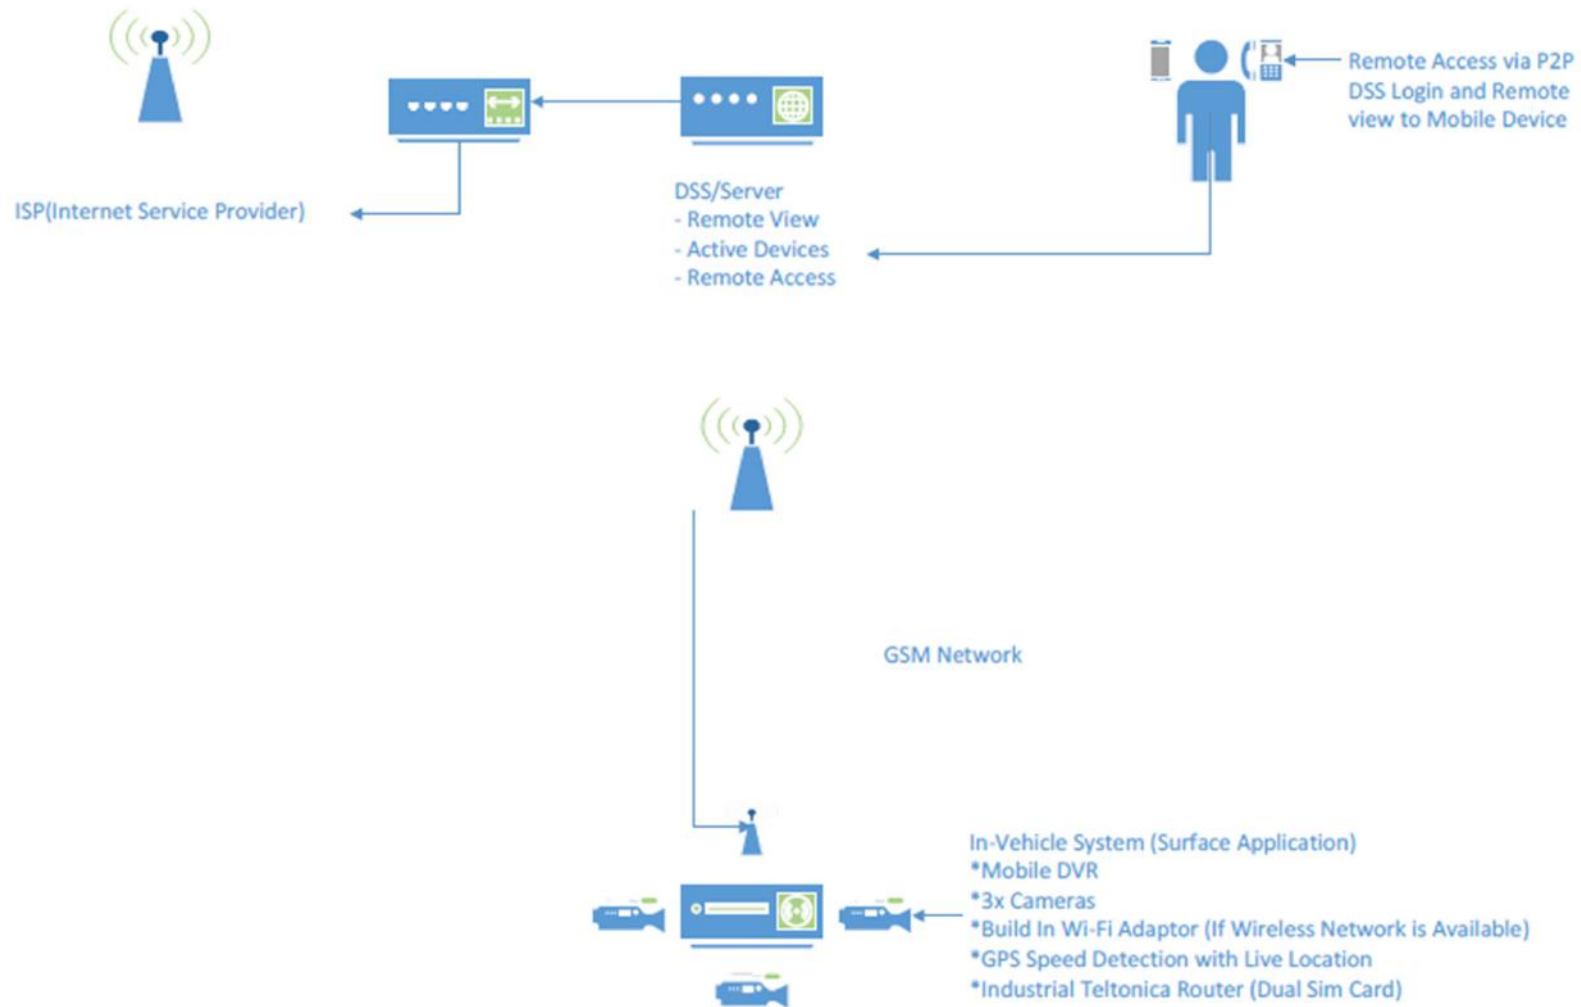 Remote Access via P2P
DSS Login and Remote
view to Mobile Device
ISP(Internet Service Provider)
DSS/Server
- Remote View
- Active Devices
- Remote Access
GSM Network
In-Vehicle System (Surface Application)
*Mobile DVR
*3x Cameras
*Build In Wi-Fi Adaptor (If Wireless Network is Available)
*GPS Speed Detection with Live Location
*Industrial Teltonica Router (Dual Sim Card)